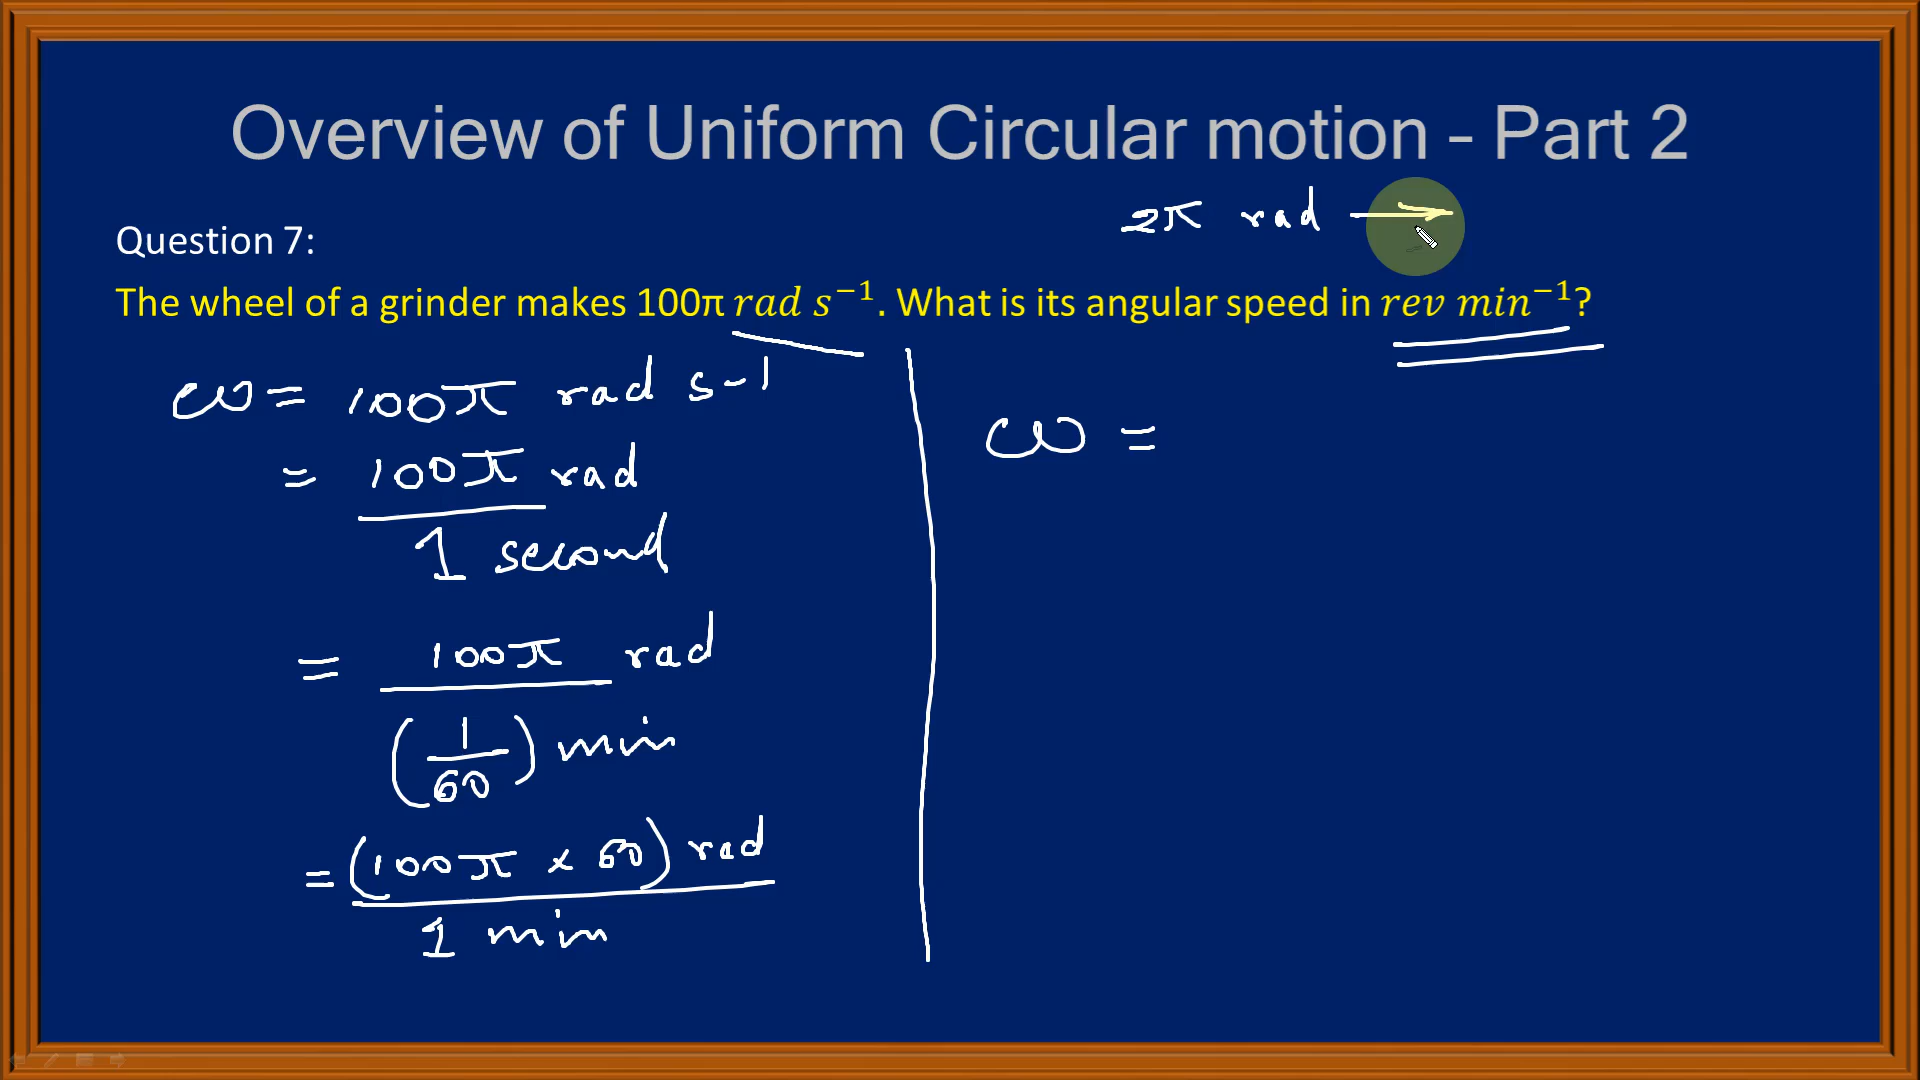 Overview of Uniform Circular motion – Part 2
2π rad →
Question 7:
The wheel of a grinder makes 100π rad s⁻¹. What is its angular speed in rev min⁻¹?
ω = 100π rad s-1
= 100π rad
1 second
= 100π rad
(1/60) min
= (100π × 60) rad
1 min
ω =